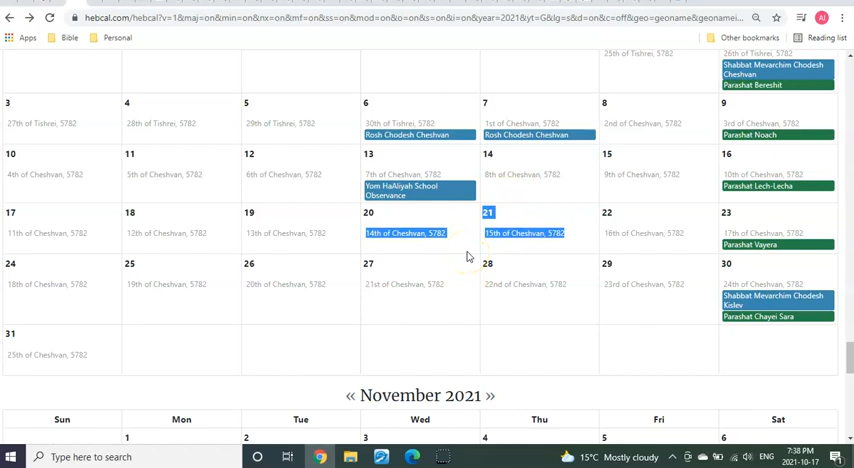 hebcal.com/hebcal?v=1&maj=on&min=on&nx=on&mf=on&ss=on&mod=on&o=on&s=on&i=on&year=2021&yt=G&lg=s&d=on&c=off&geo=geoname&geonamei...
AI
Apps Bible Personal Other bookmarks Reading list
25th of Tishrei, 5782 26th of Tishrei, 5782
Shabbat Mevarchim Chodesh
Cheshvan
Parashat Bereshit
3 4 5 6 7 8 9
27th of Tishrei, 5782 28th of Tishrei, 5782 29th of Tishrei, 5782 30th of Tishrei, 5782 1st of Cheshvan, 5782 2nd of Cheshvan, 5782 3rd of Cheshvan, 5782
Rosh Chodesh Cheshvan Rosh Chodesh Cheshvan Parashat Noach
10 11 12 13 14 15 16
4th of Cheshvan, 5782 5th of Cheshvan, 5782 6th of Cheshvan, 5782 7th of Cheshvan, 5782 8th of Cheshvan, 5782 9th of Cheshvan, 5782 10th of Cheshvan, 5782
Yom HaAliyah School Parashat Lech-Lecha
Observance
17 18 19 20 21 22 23
11th of Cheshvan, 5782 12th of Cheshvan, 5782 13th of Cheshvan, 5782 14th of Cheshvan, 5782 15th of Cheshvan, 5782 16th of Cheshvan, 5782 17th of Cheshvan, 5782
Parashat Vayera
24 25 26 27 28 29 30
18th of Cheshvan, 5782 19th of Cheshvan, 5782 20th of Cheshvan, 5782 21st of Cheshvan, 5782 22nd of Cheshvan, 5782 23rd of Cheshvan, 5782 24th of Cheshvan, 5782
Shabbat Mevarchim Chodesh
Kislev
Parashat Chayei Sara
31
25th of Cheshvan, 5782
« November 2021 »
Sun Mon Tue Wed Thu Fri Sat
1 2 3 4 5 6
Type here to search 15°C Mostly cloudy ENG 7:38 PM
2021-10-17